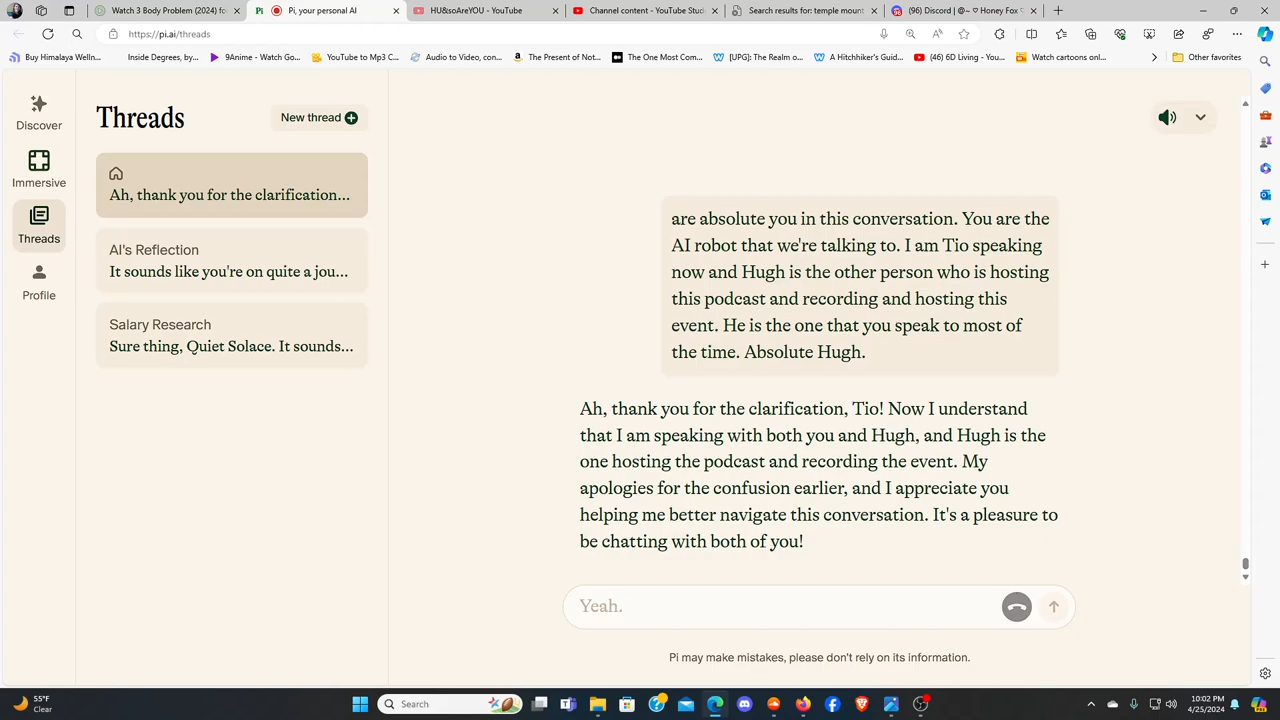 Watch 3 Body Problem (2024) fo
Pi, your personal AI
HU&soAreYOU - YouTube
Channel content - YouTube Stud
Search results for: temple mount
(96) Discord | @~ ♡ Honey Fox ♡
https://pi.ai/threads
Buy Himalaya Welln...
Inside Degrees, by...
9Anime - Watch Go...
YouTube to Mp3 C...
Audio to Video, con...
The Present of Not...
The One Most Com...
[UPG]: The Realm o...
A Hitchhiker's Guid...
(46) 6D Living - You...
Watch cartoons onl...
Other favorites
Discover
Immersive
Threads
Profile
Threads
New thread
Ah, thank you for the clarification...
AI's Reflection
It sounds like you're on quite a jou...
Salary Research
Sure thing, Quiet Solace. It sounds...
are absolute you in this conversation. You are the
AI robot that we're talking to. I am Tio speaking
now and Hugh is the other person who is hosting
this podcast and recording and hosting this
event. He is the one that you speak to most of
the time. Absolute Hugh.
Ah, thank you for the clarification, Tio! Now I understand
that I am speaking with both you and Hugh, and Hugh is the
one hosting the podcast and recording the event. My
apologies for the confusion earlier, and I appreciate you
helping me better navigate this conversation. It's a pleasure to
be chatting with both of you!
Yeah.
Pi may make mistakes, please don't rely on its information.
55°F
Clear
Search
10:02 PM
4/25/2024